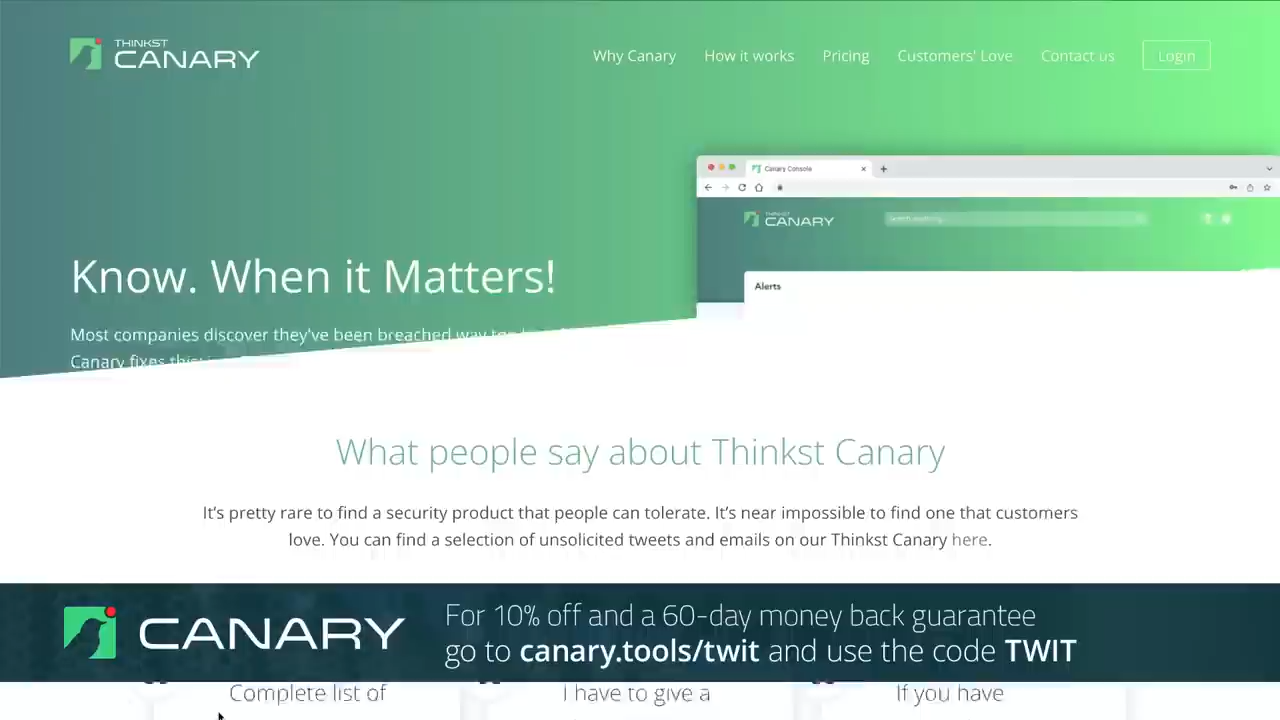 THINKST
CANARY
Why Canary
How it works
Pricing
Customers' Love
Contact us
Login
Canary Console
THINKST
CANARY
Alerts
Know. When it Matters!
Most companies discover they've been breached way
Canary fixes this
What people say about Thinkst Canary
It's pretty rare to find a security product that people can tolerate. It's near impossible to find one that customers
love. You can find a selection of unsolicited tweets and emails on our Thinkst Canary here.
CANARY
For 10% off and a 60-day money back guarantee
go to canary.tools/twit and use the code TWIT
Complete list of
I have to give a
If you have